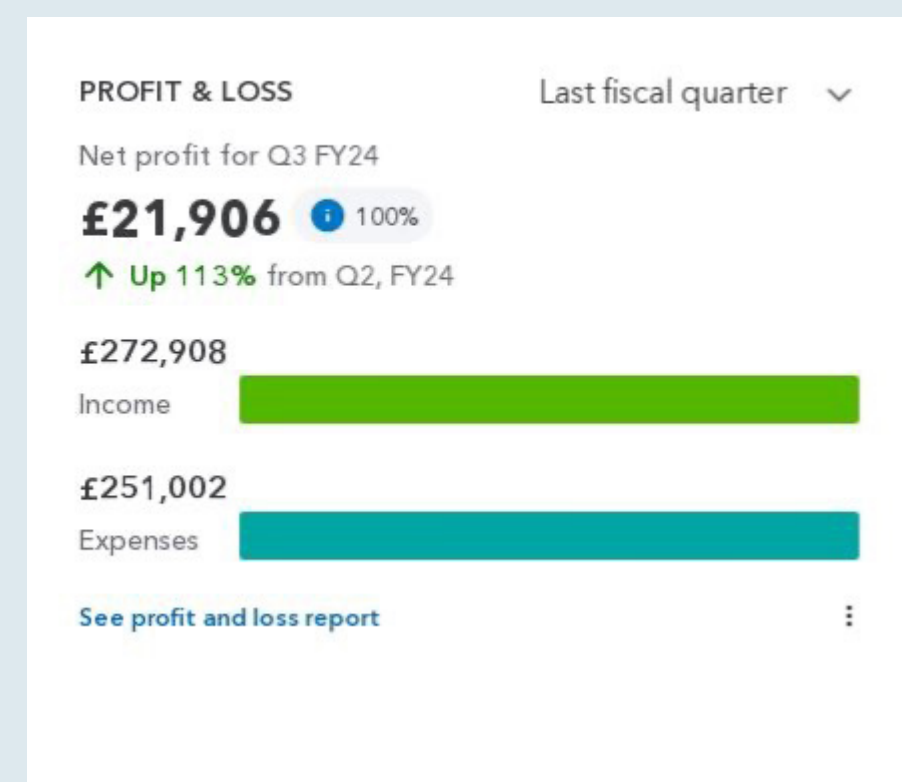 PROFIT & LOSS
Last fiscal quarter
Net profit for Q3 FY24
£21,906 i 100%
Up 113% from Q2, FY24
£272,908
Income
£251,002
Expenses
See profit and loss report